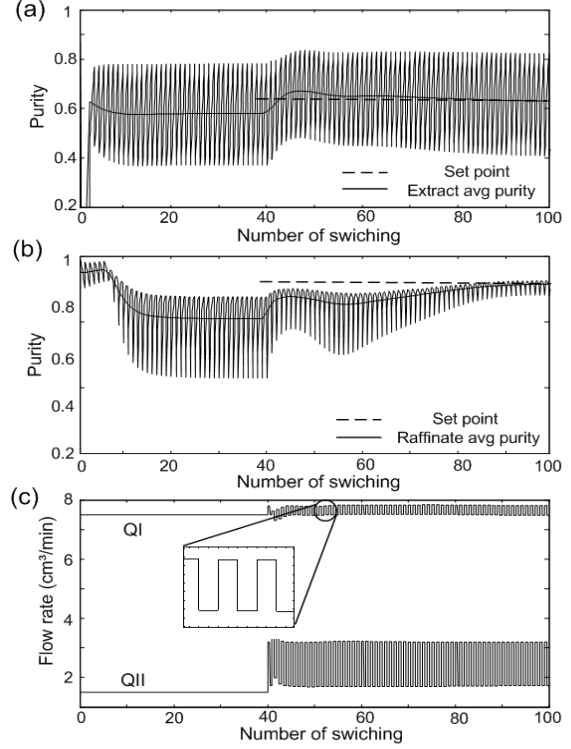 (a)
1
0.8
0.6
0.4
0.2
Purity
0 20 40 60 80 100
Number of swiching
Set point
Extract avg purity
(b)
1
0.8
0.6
0.4
0.2
Purity
0 20 40 60 80 100
Number of swiching
Set point
Raffinate avg purity
(c)
8
6
4
2
Flow rate (cm³/min)
QI
QII
0 20 40 60 80 100
Number of swiching